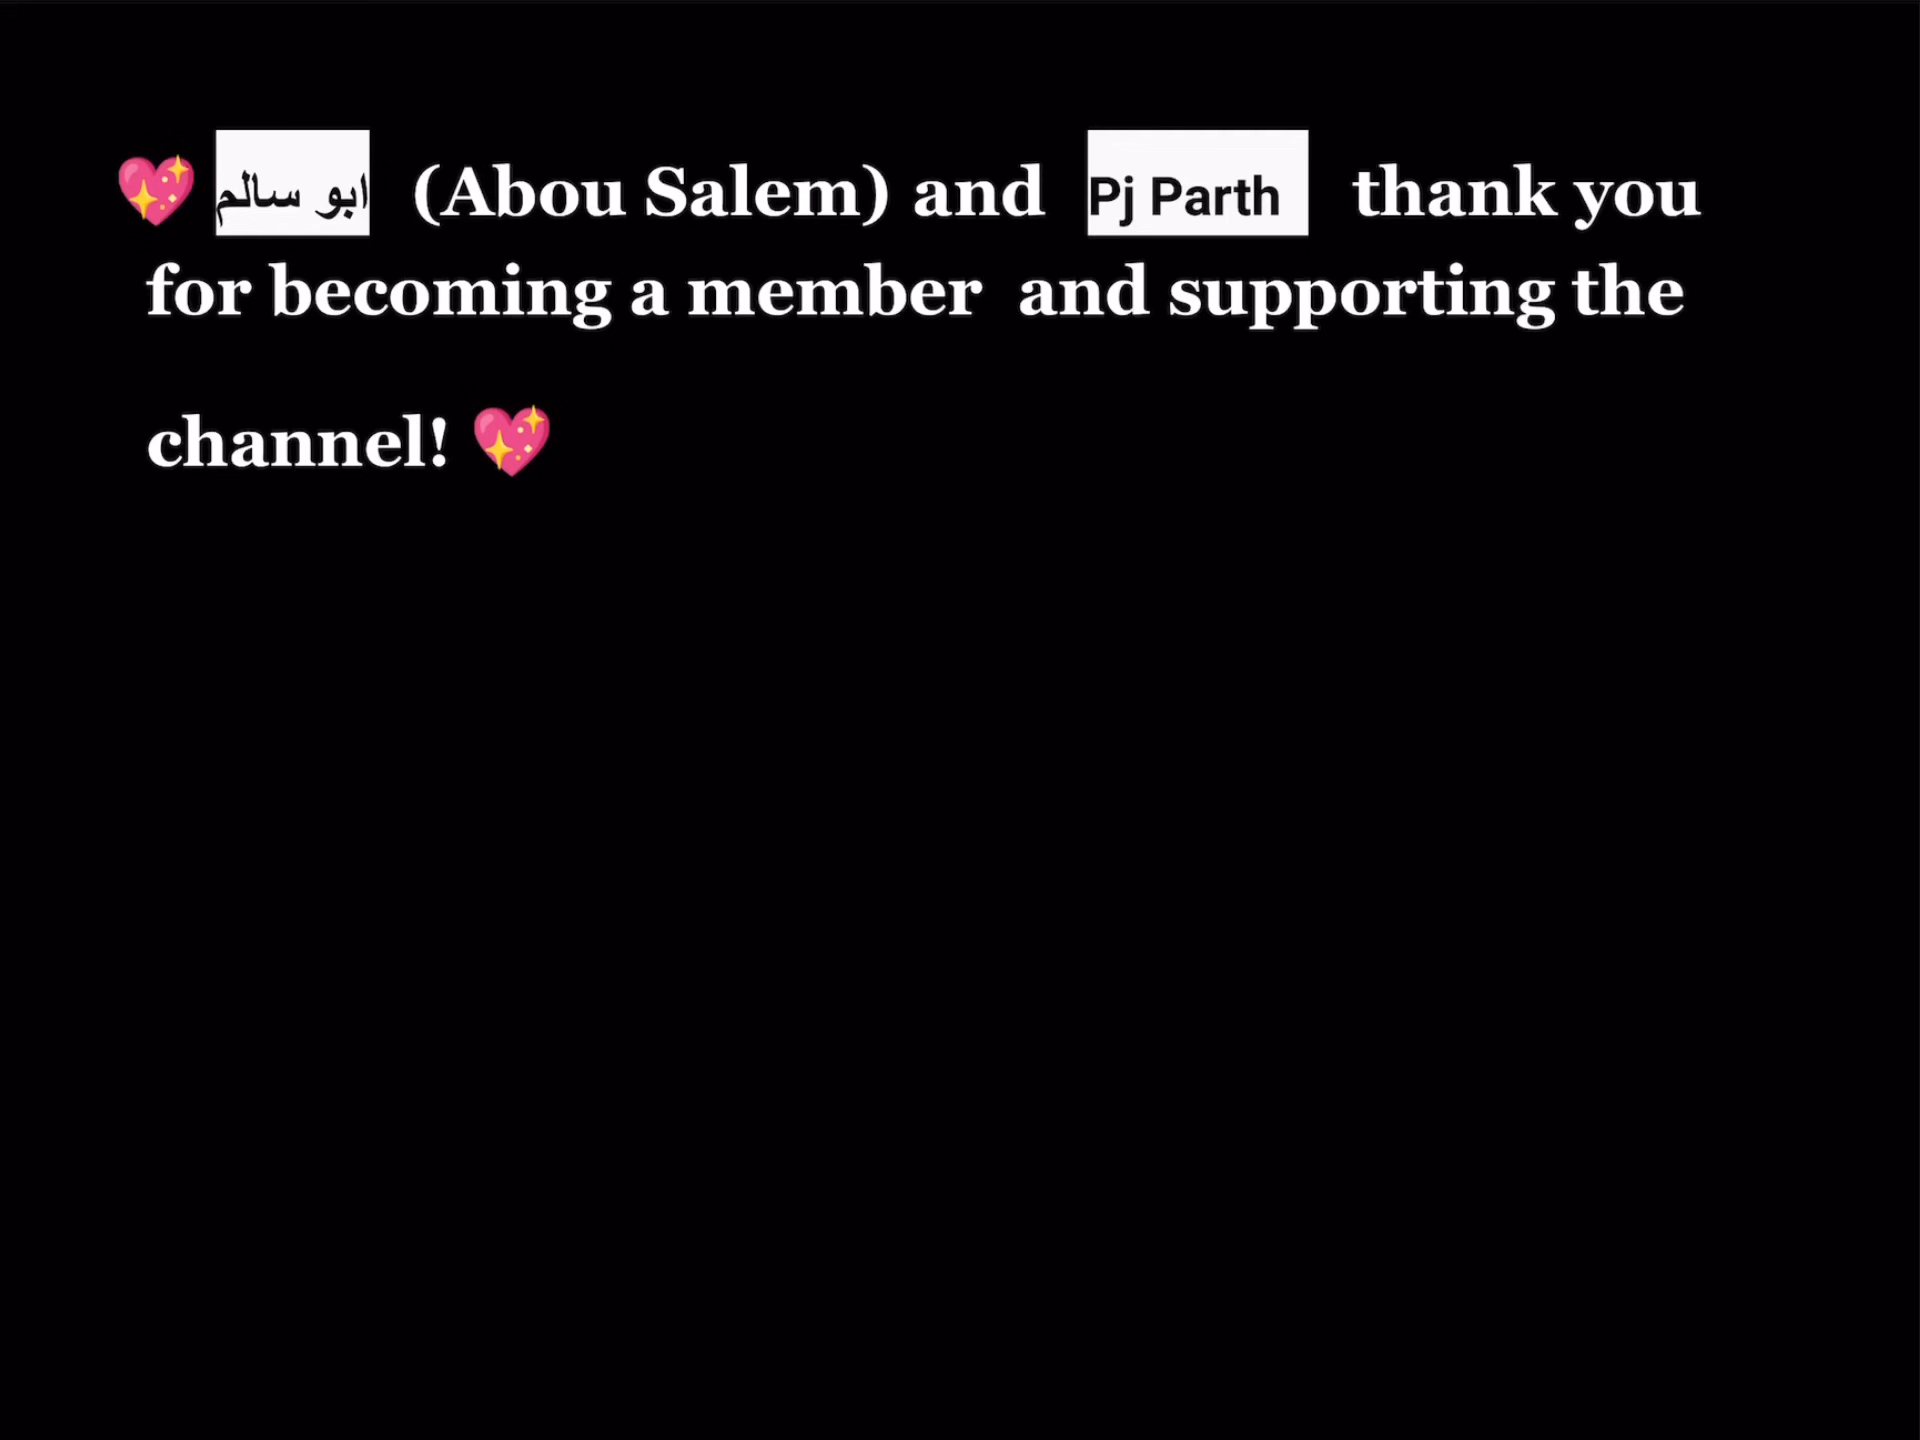 💖 ابو سالم (Abou Salem) and Pj Parth thank you
for becoming a member and supporting the
channel! 💖